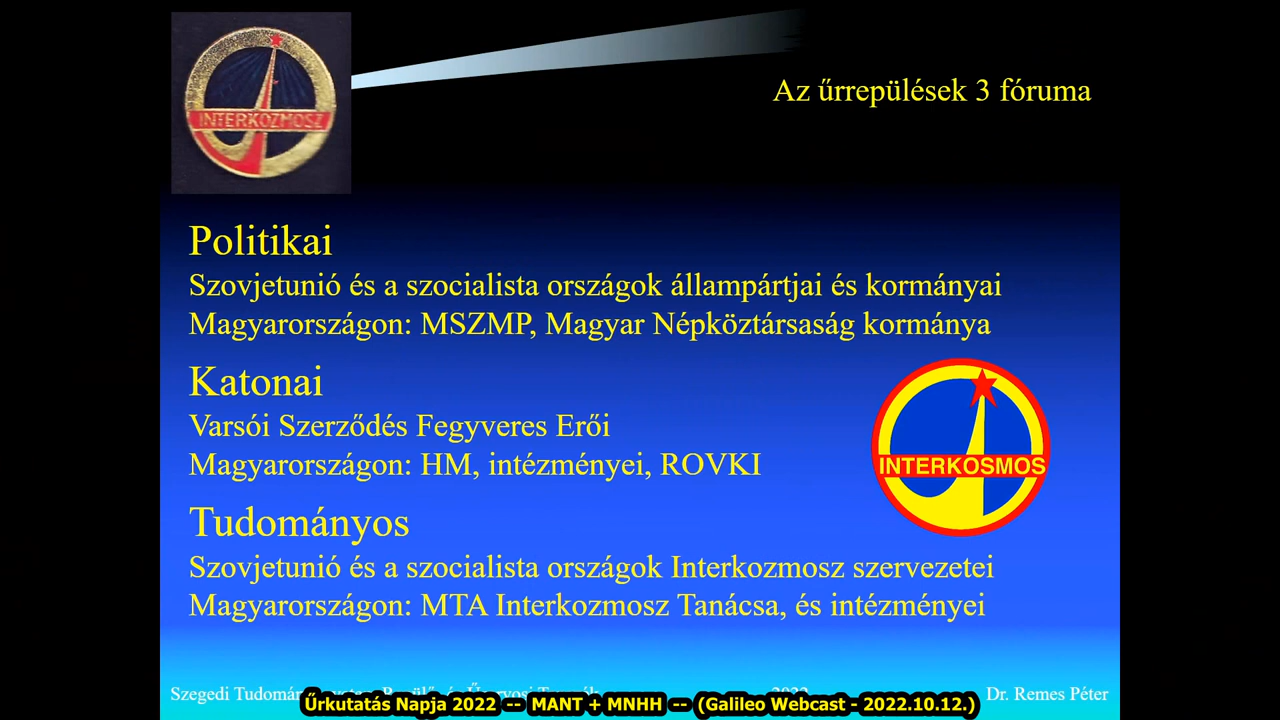 INTERKOZMOSZ
Az űrrepülések 3 fóruma
Politikai
Szovjetunió és a szocialista országok állampártjai és kormányai
Magyarországon: MSZMP, Magyar Népköztársaság kormánya
Katonai
Varsói Szerződés Fegyveres Erői
Magyarországon: HM, intézményei, ROVKI
INTERKOSMOS
Tudományos
Szovjetunió és a szocialista országok Interkozmosz szervezetei
Magyarországon: MTA Interkozmosz Tanácsa, és intézményei
Szegedi 2022 Dr. Remes Péter
Űrkutatás Napja 2022 -- MANT + MNHH -- (Galileo Webcast - 2022.10.12.)